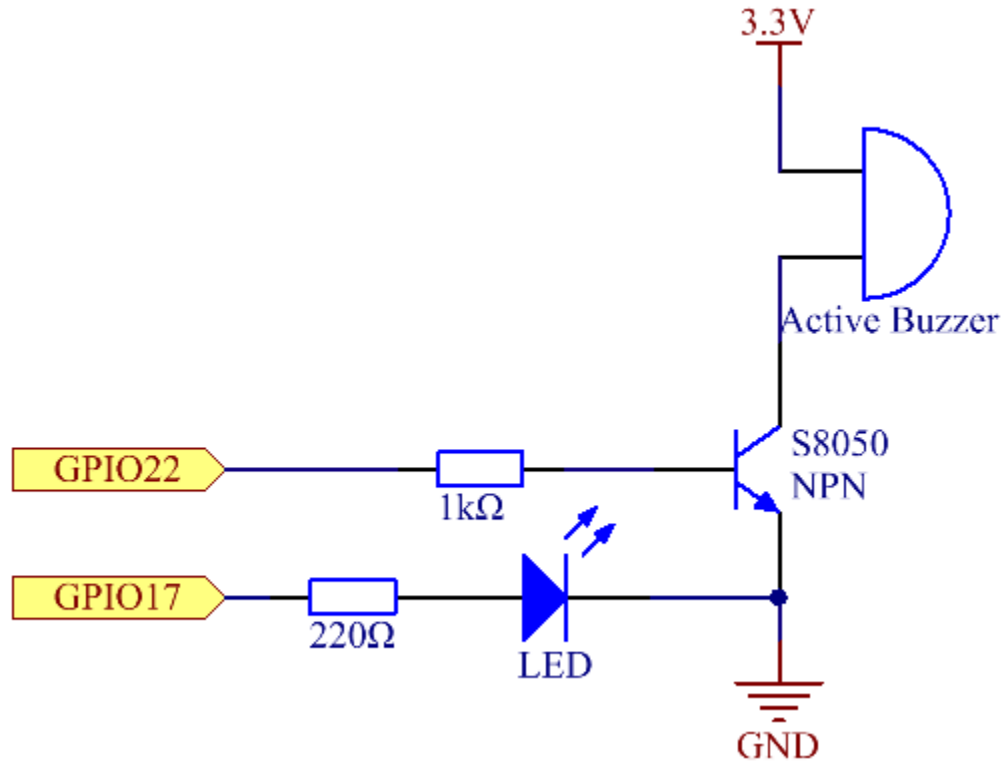 3.3V
Active Buzzer
S8050
NPN
GPIO22
1kΩ
GPIO17
220Ω
LED
GND